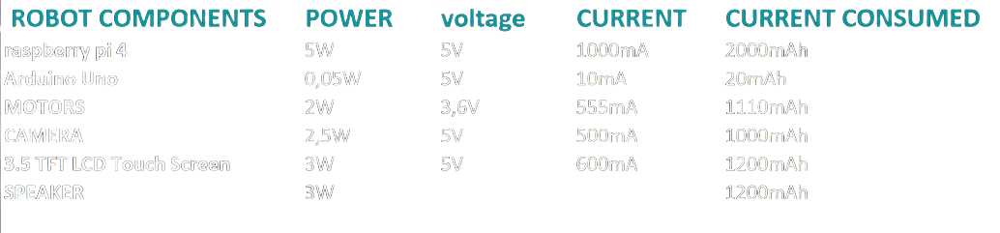 ROBOT COMPONENTS POWER voltage CURRENT CURRENT CONSUMED
raspberry pi 4 5W 5V 1000mA 2000mAh
Arduino Uno 0,05W 5V 10mA 20mAh
MOTORS 2W 3,6V 555mA 1110mAh
CAMERA 2,5W 5V 500mA 1000mAh
3.5 TFT LCD Touch Screen 3W 5V 600mA 1200mAh
SPEAKER 3W 1200mAh